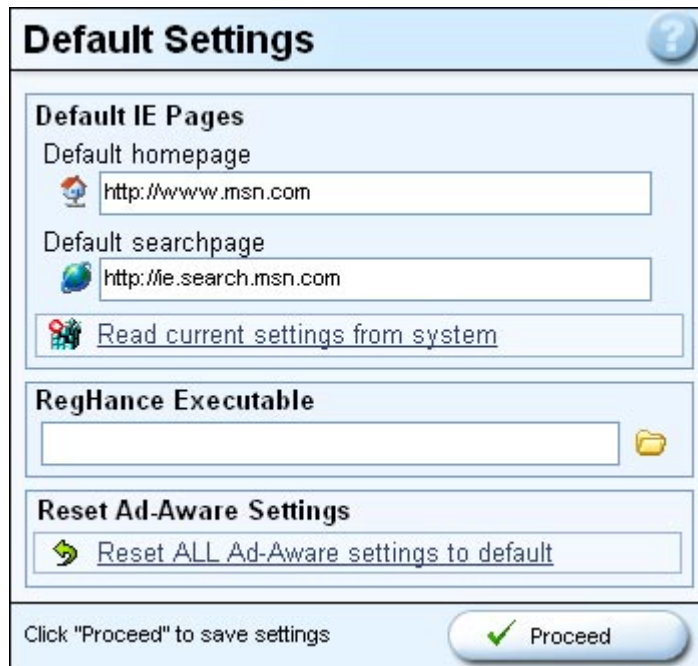 Default Settings
?
Default IE Pages
Default homepage
http://www.msn.com
Default searchpage
http://ie.search.msn.com
Read current settings from system
RegHance Executable
Reset Ad-Aware Settings
Reset ALL Ad-Aware settings to default
Click "Proceed" to save settings
Proceed